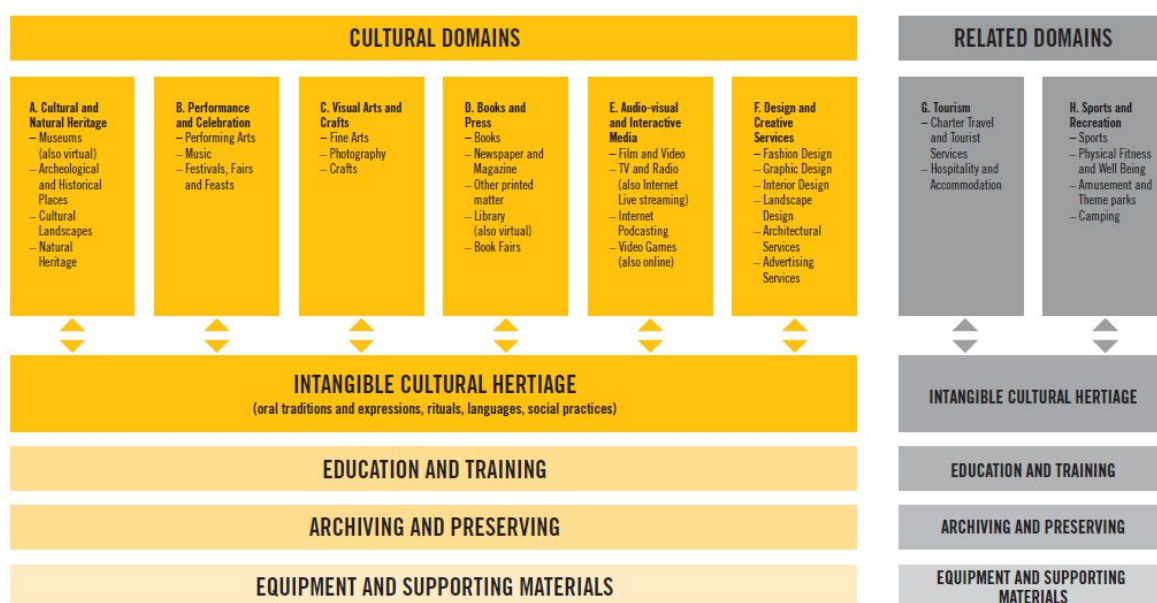 CULTURAL DOMAINS
RELATED DOMAINS
A. Cultural and
Natural Heritage
– Museums
(also virtual)
– Archeological
and Historical
Places
– Cultural
Landscapes
– Natural
Heritage
B. Performance
and Celebration
– Performing Arts
– Music
– Festivals, Fairs
and Feasts
C. Visual Arts and
Crafts
– Fine Arts
– Photography
– Crafts
D. Books and
Press
– Books
– Newspaper and
Magazine
– Other printed
matter
– Library
(also virtual)
– Book Fairs
E. Audio-visual
and Interactive
Media
– Film and Video
– TV and Radio
(also Internet
Live streaming)
– Internet
Podcasting
– Video Games
(also online)
F. Design and
Creative
Services
– Fashion Design
– Graphic Design
– Interior Design
– Landscape
Design
– Architectural
Services
– Advertising
Services
G. Tourism
– Charter Travel
and Tourist
Services
– Hospitality and
Accommodation
H. Sports and
Recreation
– Sports
– Physical Fitness
and Well Being
– Amusement and
Theme parks
– Camping
INTANGIBLE CULTURAL HERTIAGE
(oral traditions and expressions, rituals, languages, social practices)
INTANGIBLE CULTURAL HERTIAGE
EDUCATION AND TRAINING
EDUCATION AND TRAINING
ARCHIVING AND PRESERVING
ARCHIVING AND PRESERVING
EQUIPMENT AND SUPPORTING MATERIALS
EQUIPMENT AND SUPPORTING
MATERIALS